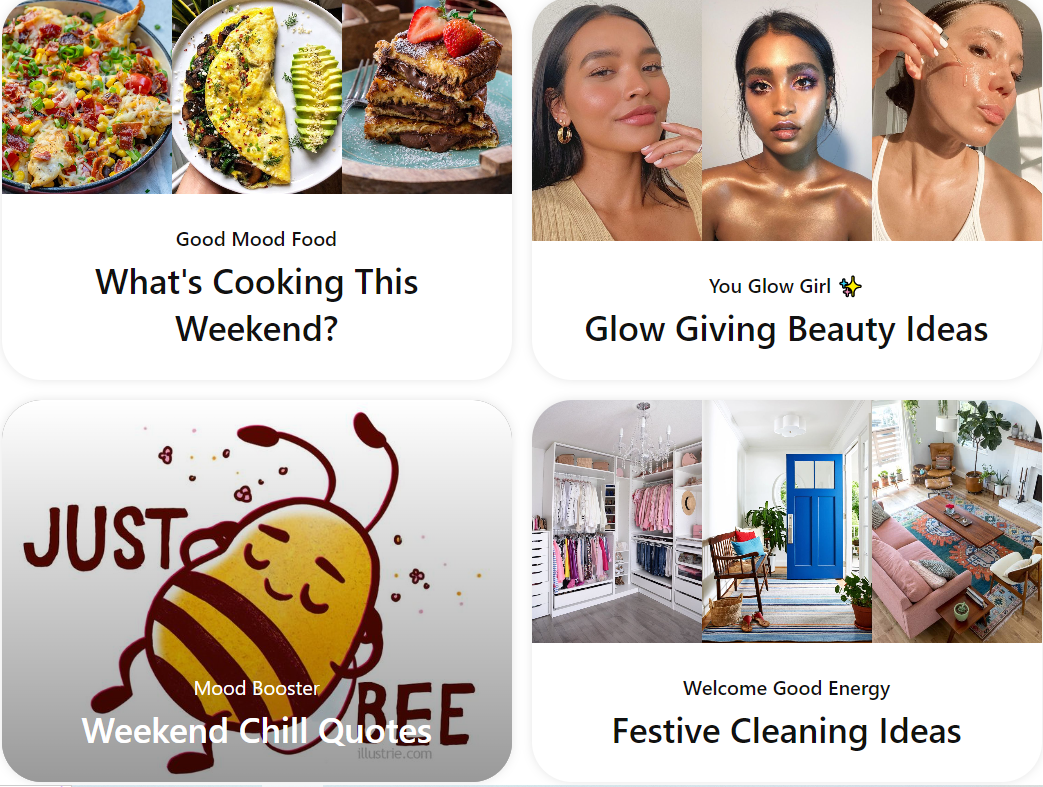 Good Mood Food
What's Cooking This
Weekend?
You Glow Girl ✨
Glow Giving Beauty Ideas
JUST
BEE
Mood Booster
Weekend Chill Quotes
illustrie.com
Welcome Good Energy
Festive Cleaning Ideas